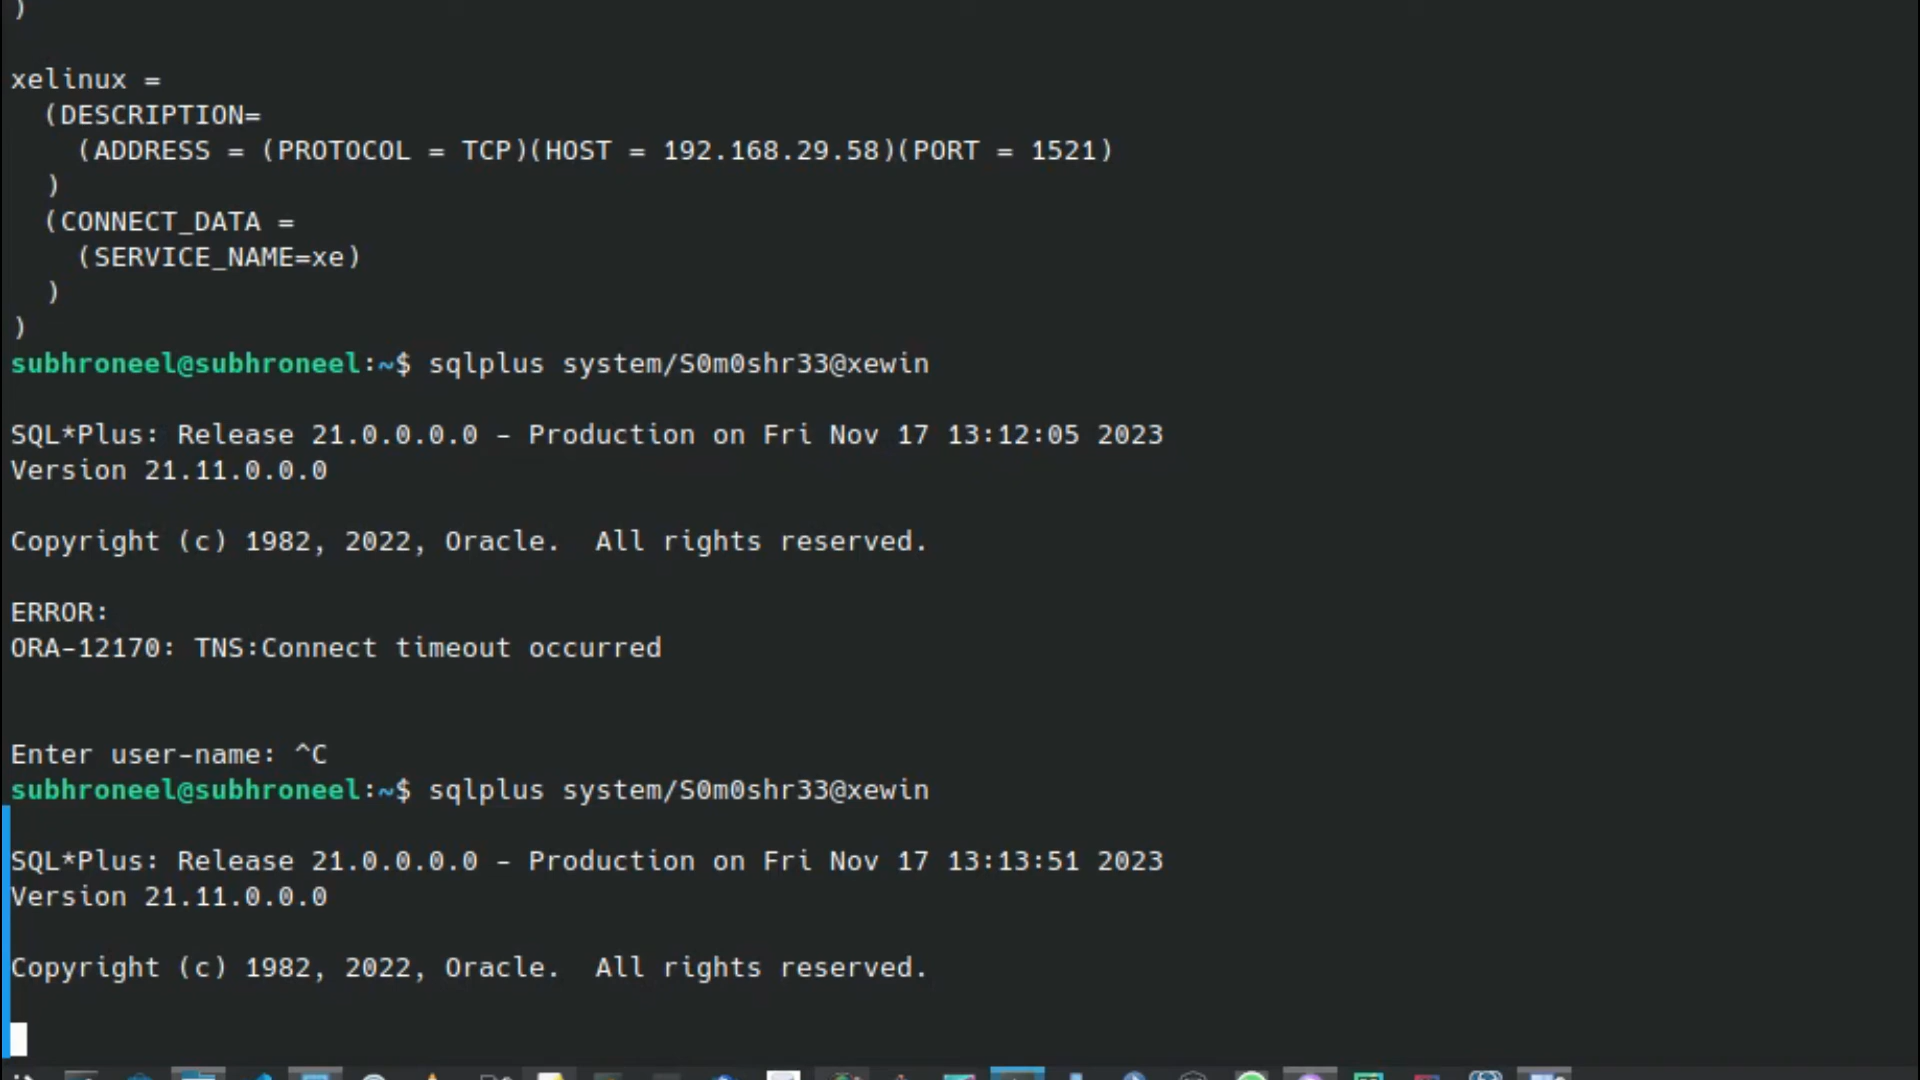 )
xelinux =
(DESCRIPTION=
(ADDRESS = (PROTOCOL = TCP)(HOST = 192.168.29.58)(PORT = 1521)
)
(CONNECT_DATA =
(SERVICE_NAME=xe)
)
)
subhroneel@subhroneel:~$ sqlplus system/S0m0shr33@xewin
SQL*Plus: Release 21.0.0.0.0 - Production on Fri Nov 17 13:12:05 2023
Version 21.11.0.0.0
Copyright (c) 1982, 2022, Oracle.  All rights reserved.
ERROR:
ORA-12170: TNS:Connect timeout occurred
Enter user-name: ^C
subhroneel@subhroneel:~$ sqlplus system/S0m0shr33@xewin
SQL*Plus: Release 21.0.0.0.0 - Production on Fri Nov 17 13:13:51 2023
Version 21.11.0.0.0
Copyright (c) 1982, 2022, Oracle.  All rights reserved.